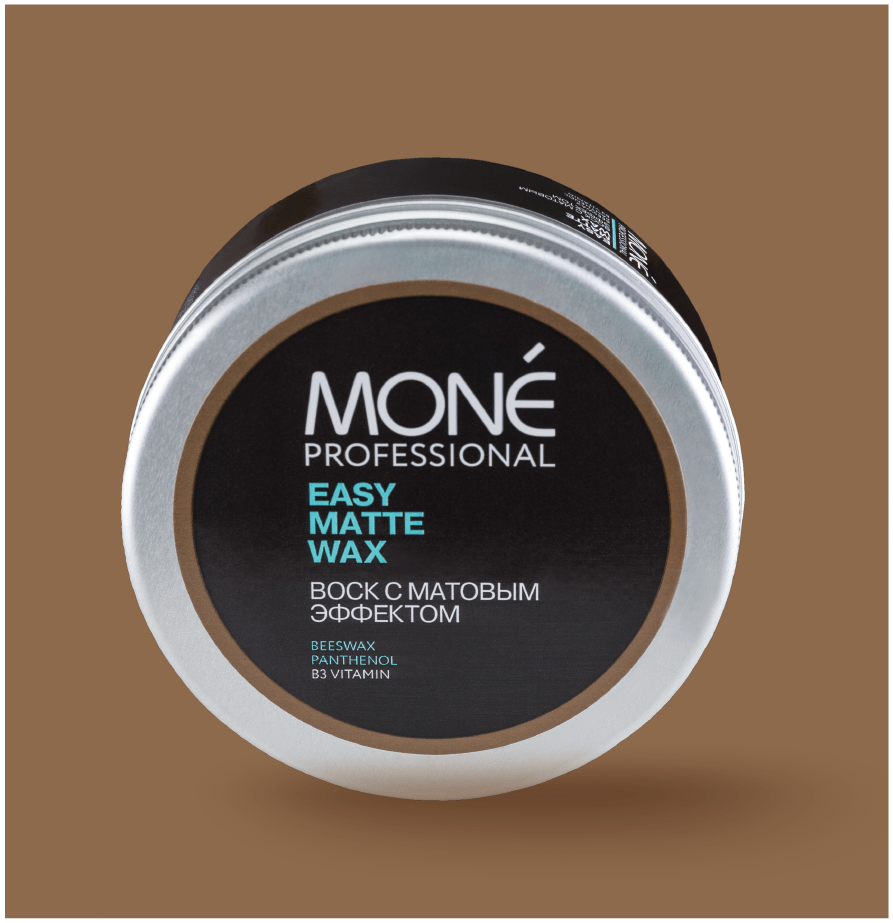 MONÉ
PROFESSIONAL
EASY
MATTE
WAX
ВОСК С МАТОВЫМ
ЭФФЕКТОМ
BEESWAX
PANTHENOL
B3 VITAMIN